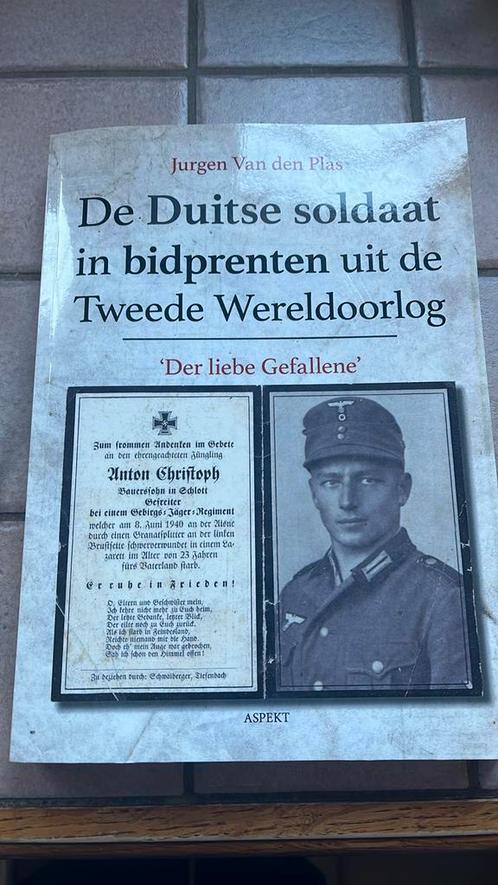 Jurgen Van den Plas
De Duitse soldaat
in bidprenten uit de
Tweede Wereldoorlog
‘Der liebe Gefallene’
Zum frommen Andenken im Gebete
an den ehrengeachteten Jüngling
Anton Christoph
Bauerssohn in Schlott
Gefreiter
bei einem Gebirgs-Jäger-Regiment
welcher am 8. Juni 1940 an der Aisne
durch einen Granatsplitter an der linken
Brustseite schwerverwundet in einem La-
zarett im Alter von 23 Jahren
fürs Vaterland starb.
Er ruhe in Frieden!
O, Eltern und Geschwister mein,
Ich kehre nicht mehr zu Euch heim,
Der letzte Gedanke, letzter Blick,
Der eilte noch zu Euch zurück.
Als ich starb in Feindesland,
Reichte niemand mir die Hand.
Doch eh' mein Auge war gebrochen,
Sah ich schon den Himmel offen!
Zu beziehen durch: Schwaiberger, Tiefenbach
ASPEKT